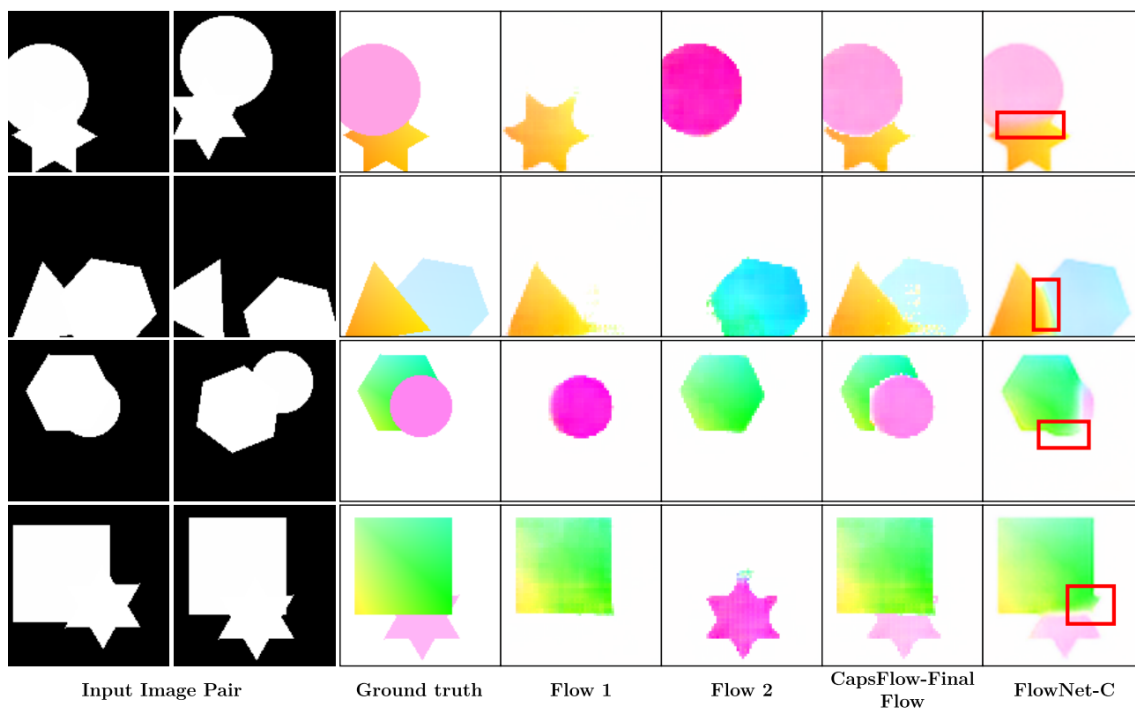 Input Image Pair
Ground truth
Flow 1
Flow 2
CapsFlow-Final
Flow
FlowNet-C